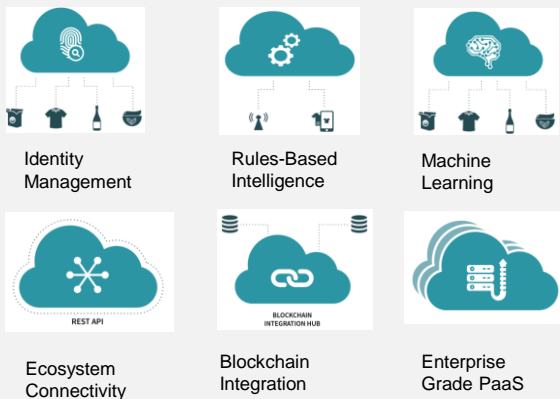 Identity
Management
Rules-Based
Intelligence
Machine
Learning
REST API
BLOCKCHAIN
INTEGRATION HUB
Ecosystem
Connectivity
Blockchain
Integration
Enterprise
Grade PaaS